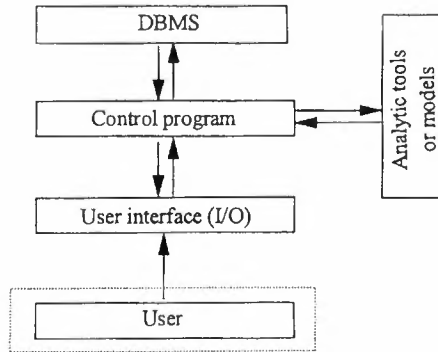 DBMS
Control program
Analytic tools
or models
User interface (I/O)
User